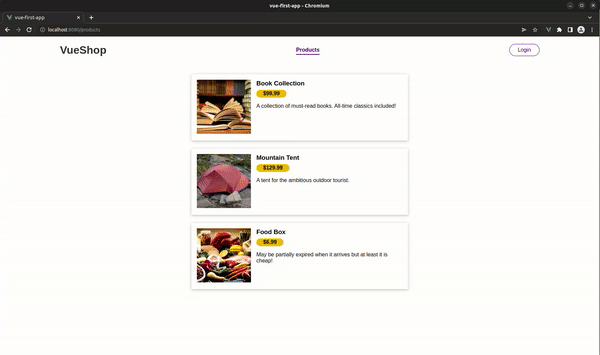 vue-first-app - Chromium
vue-first-app
localhost:8080/products
VueShop
Products
Login
Book Collection
$99.99
A collection of must-read books. All-time classics included!
Mountain Tent
$129.99
A tent for the ambitious outdoor tourist.
Food Box
$6.99
May be partially expired when it arrives but at least it is
cheap!